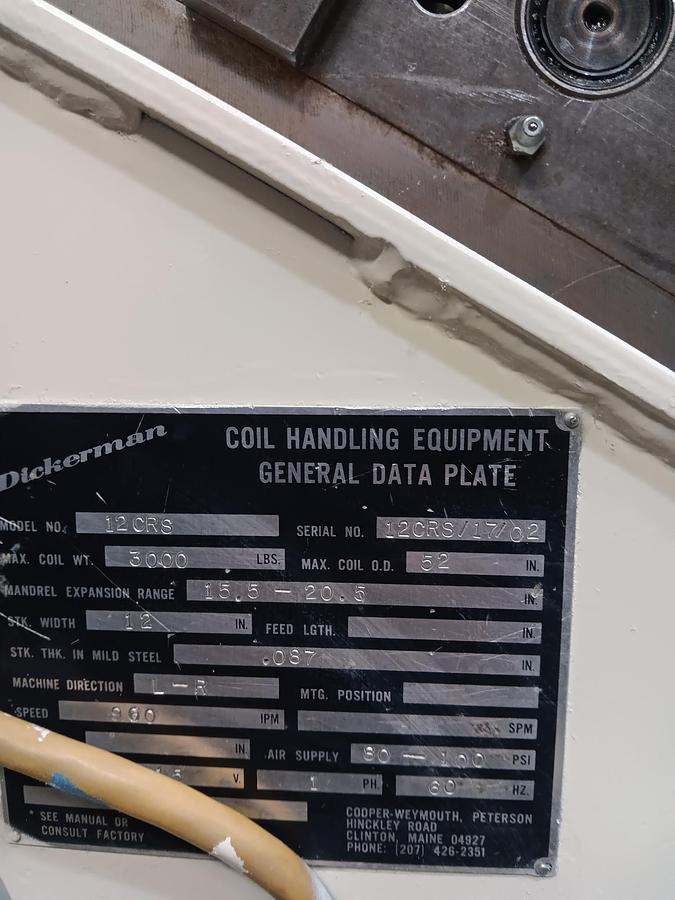 Dickerman
COIL HANDLING EQUIPMENT
GENERAL DATA PLATE
MODEL NO. 12CRS SERIAL NO. 12CRS/17/02
MAX. COIL WT. 3000 LBS. MAX. COIL O.D. 52 IN.
MANDREL EXPANSION RANGE 15.5 - 20.5 IN.
STK. WIDTH 12 IN. FEED LGTH. IN.
STK. THK. IN MILD STEEL .087 IN.
MACHINE DIRECTION L-R MTG. POSITION
SPEED 960 IPM SPM
IN. AIR SUPPLY 80 - 100 PSI
V. 1 PH. 60 HZ.
* SEE MANUAL OR
CONSULT FACTORY
COOPER-WEYMOUTH, PETERSON
HINCKLEY ROAD
CLINTON, MAINE 04927
PHONE: (207) 426-2351